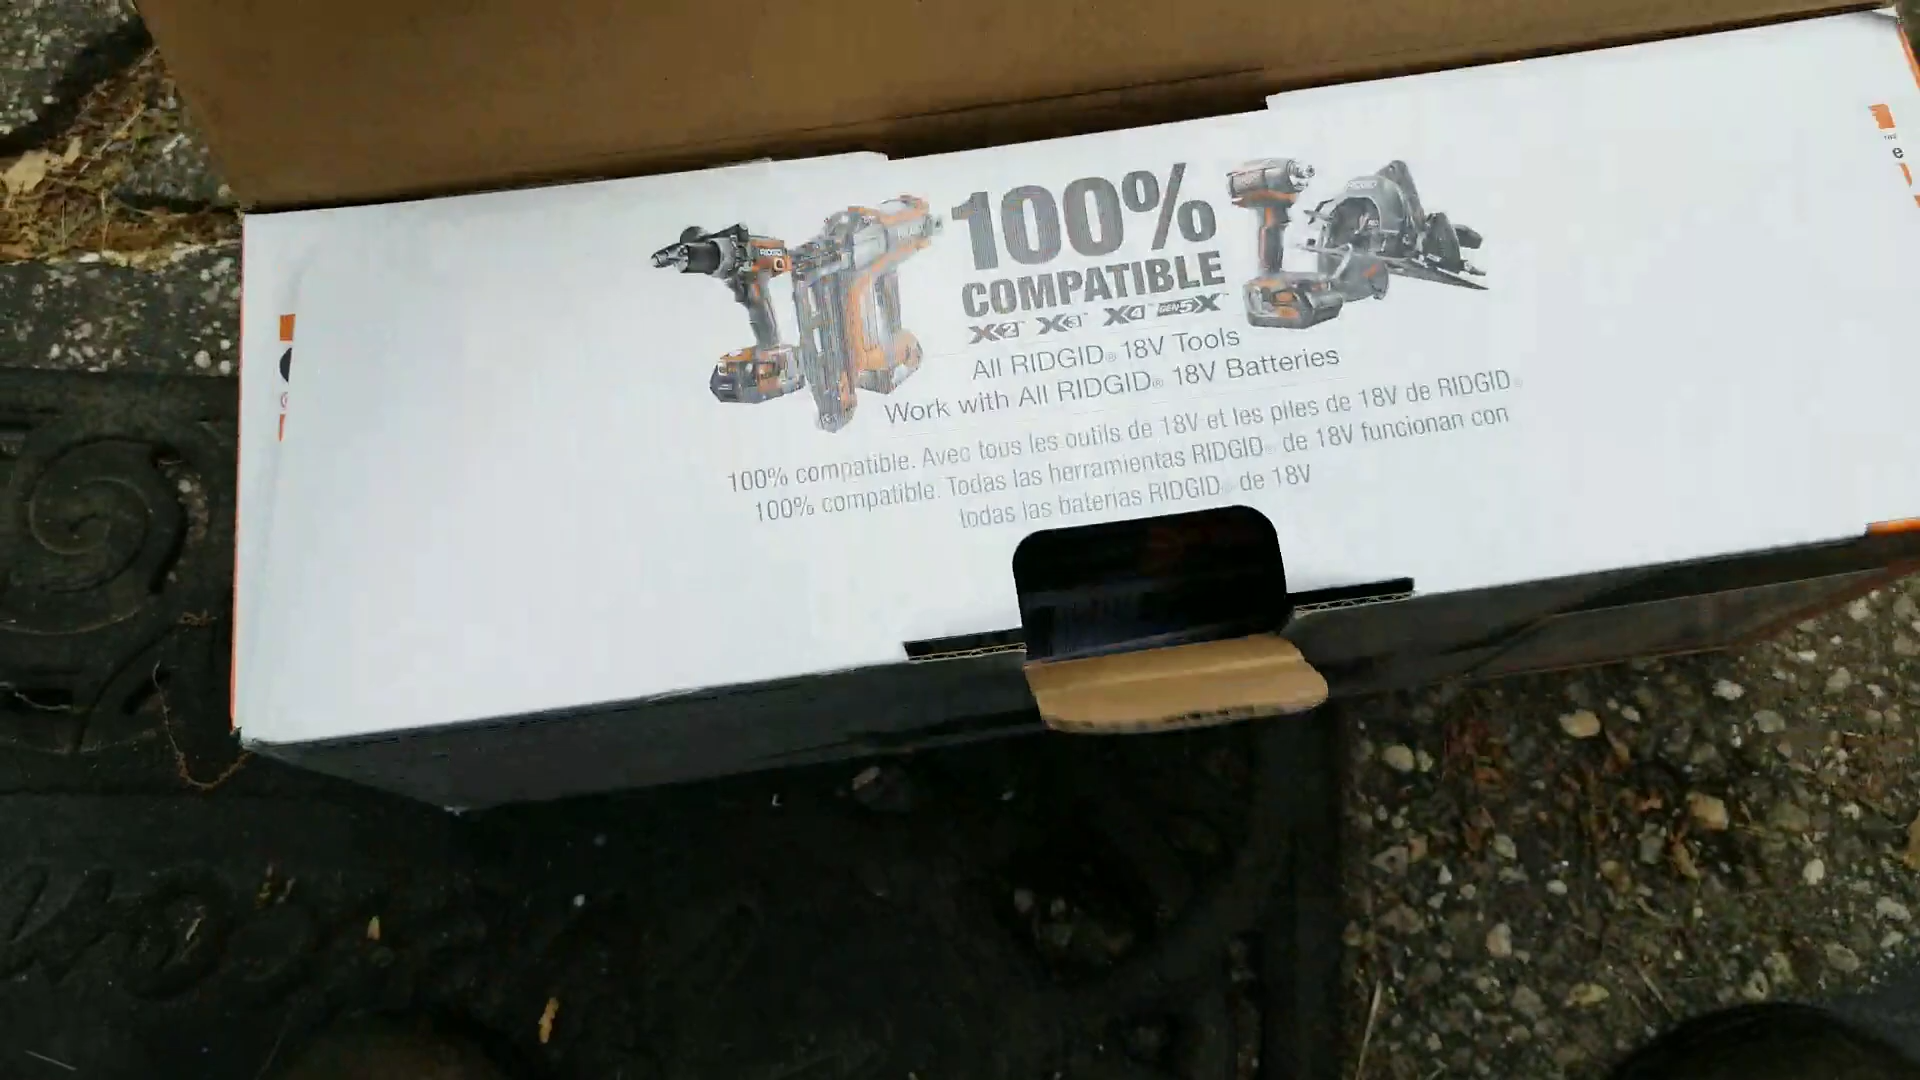 100%
COMPATIBLE
X2 X3 X4 GEN5X
All RIDGID® 18V Tools
Work with All RIDGID® 18V Batteries
100% compatible. Avec tous les outils de 18V et les piles de 18V de RIDGID®
100% compatible. Todas las herramientas RIDGID® de 18V funcionan con
todas las baterías RIDGID® de 18V